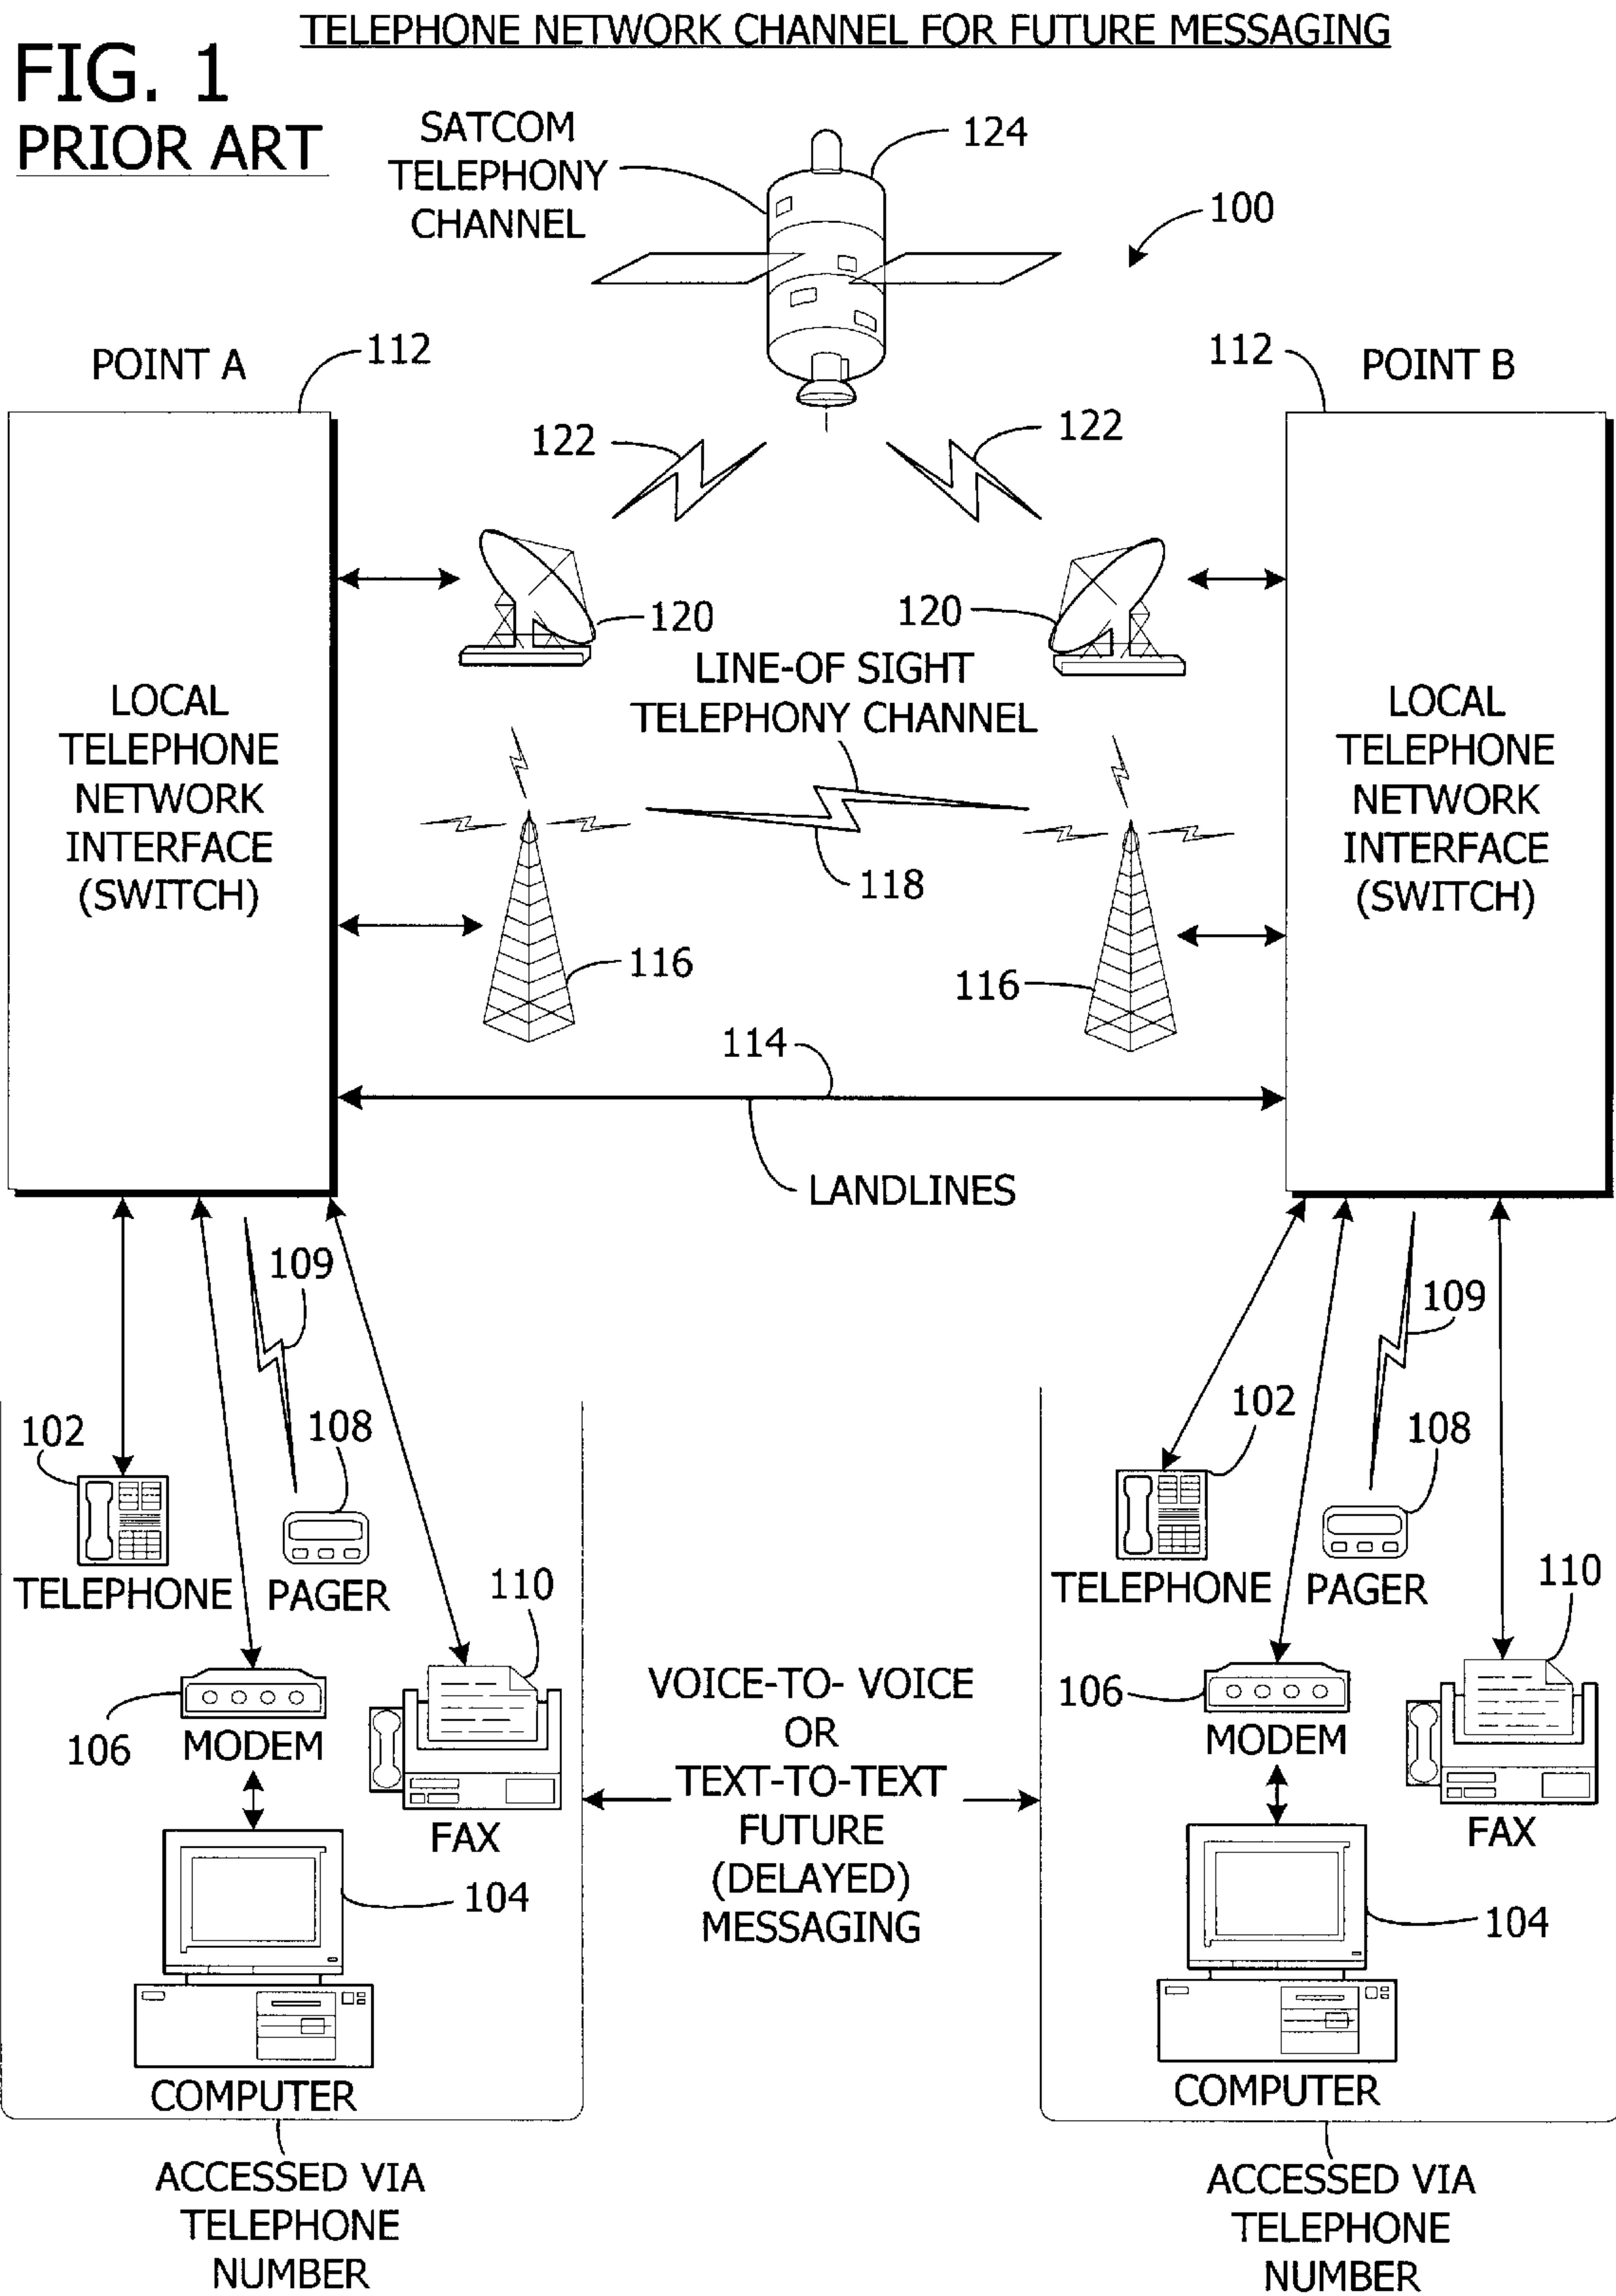 TELEPHONE NETWORK CHANNEL FOR FUTURE MESSAGING
FIG. 1
PRIOR ART
SATCOM
TELEPHONY
CHANNEL
124
100
POINT A
112
112
POINT B
122
122
120
120
LINE-OF SIGHT
TELEPHONY CHANNEL
LOCAL
TELEPHONE
NETWORK
INTERFACE
(SWITCH)
LOCAL
TELEPHONE
NETWORK
INTERFACE
(SWITCH)
118
116
116
114
LANDLINES
109
109
102
108
102
108
TELEPHONE
PAGER
110
TELEPHONE
PAGER
110
106
MODEM
106
MODEM
FAX
FAX
VOICE-TO- VOICE
OR
TEXT-TO-TEXT
FUTURE
(DELAYED)
MESSAGING
104
104
COMPUTER
COMPUTER
ACCESSED VIA
TELEPHONE
NUMBER
ACCESSED VIA
TELEPHONE
NUMBER